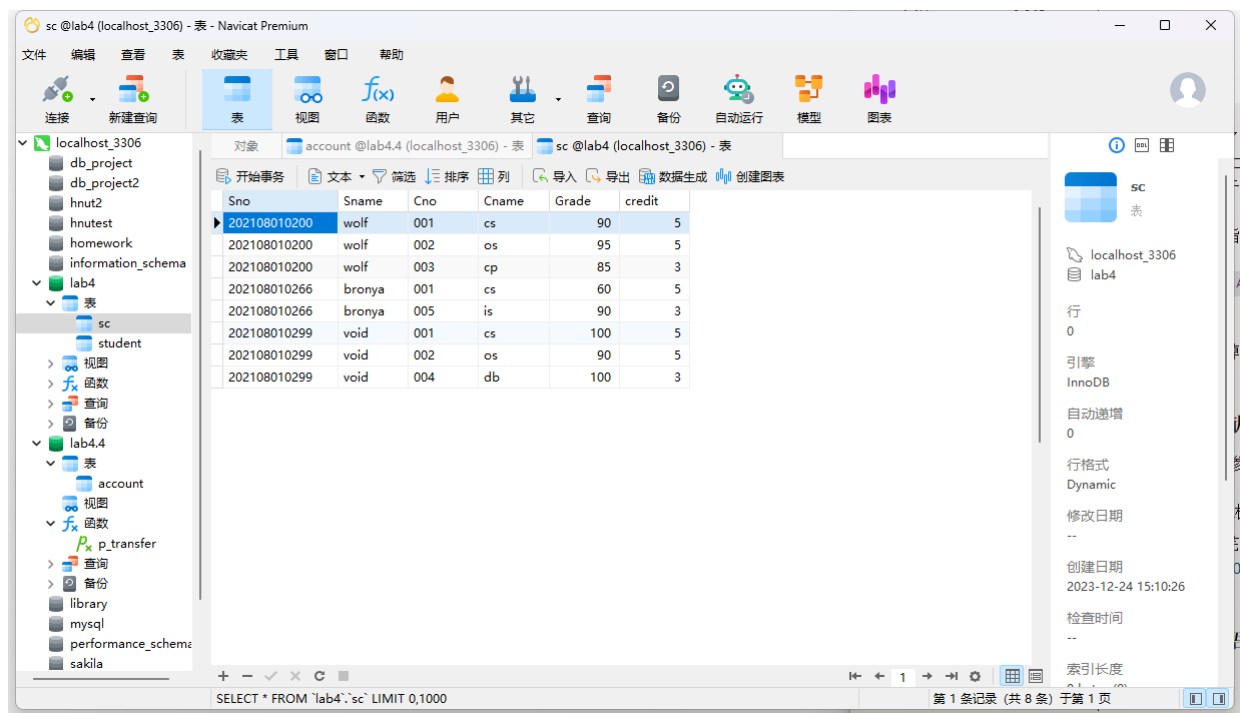 sc @lab4 (localhost_3306) - 表 - Navicat Premium
文件 编辑 查看 表 收藏夹 工具 窗口 帮助
连接 新建查询 表 视图 函数 用户 其它 查询 备份 自动运行 模型 图表
localhost_3306
db_project
db_project2
hnut2
hnutest
homework
information_schema
lab4
表
sc
student
视图
函数
查询
备份
lab4.4
表
account
视图
函数
p_transfer
查询
备份
library
mysql
performance_schema
sakila
对象 account @lab4.4 (localhost_3306) - 表 sc @lab4 (localhost_3306) - 表
开始事务 文本 筛选 排序 列 导入 导出 数据生成 创建图表
Sno Sname Cno Cname Grade credit
202108010200 wolf 001 cs 90 5
202108010200 wolf 002 os 95 5
202108010200 wolf 003 cp 85 3
202108010266 bronya 001 cs 60 5
202108010266 bronya 005 is 90 3
202108010299 void 001 cs 100 5
202108010299 void 002 os 90 5
202108010299 void 004 db 100 3
DDL
sc
表
localhost_3306
lab4
行
0
引擎
InnoDB
自动递增
0
行格式
Dynamic
修改日期
--
创建日期
2023-12-24 15:10:26
检查时间
--
索引长度
1
SELECT * FROM `lab4`.`sc` LIMIT 0,1000
第 1 条记录 (共 8 条) 于第 1 页